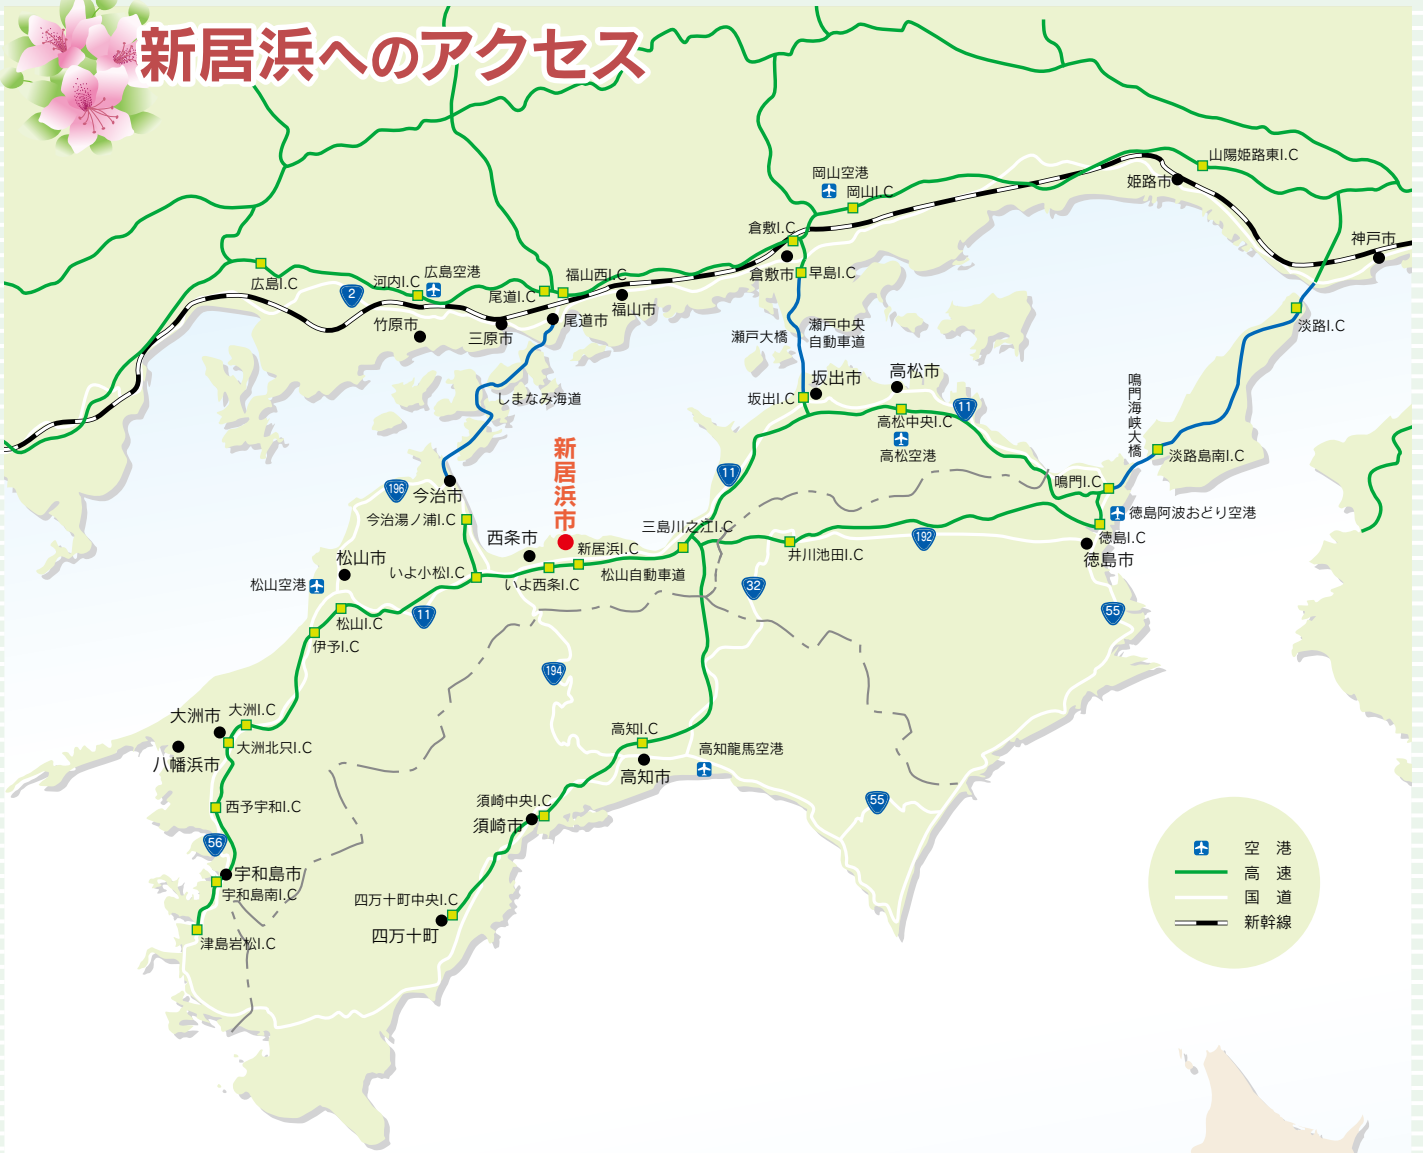 新居浜へのアクセス
山陽姫路東I.C
姫路市
岡山空港
岡山I.C
倉敷I.C
倉敷市
早島I.C
神戸市
広島I.C
河内I.C
広島空港
2
竹原市
三原市
尾道I.C
尾道市
福山西I.C
福山市
淡路I.C
瀬戸大橋
瀬戸中央
自動車道
しまなみ海道
坂出市
坂出I.C
高松市
高松中央I.C
11
高松空港
鳴門海峡大橋
淡路島南I.C
鳴門I.C
徳島阿波おどり空港
徳島I.C
徳島市
新居浜市
11
196
今治市
今治湯ノ浦I.C
西条市
三島川之江I.C
新居浜I.C
松山自動車道
いよ西条I.C
いよ小松I.C
井川池田I.C
192
32
55
松山市
松山空港
松山I.C
11
伊予I.C
194
大洲市
大洲I.C
大洲北只I.C
八幡浜市
高知I.C
高知市
高知龍馬空港
須崎中央I.C
須崎市
55
西予宇和I.C
56
宇和島市
宇和島南I.C
津島岩松I.C
四万十町中央I.C
四万十町
空　港
高　速
国　道
新幹線